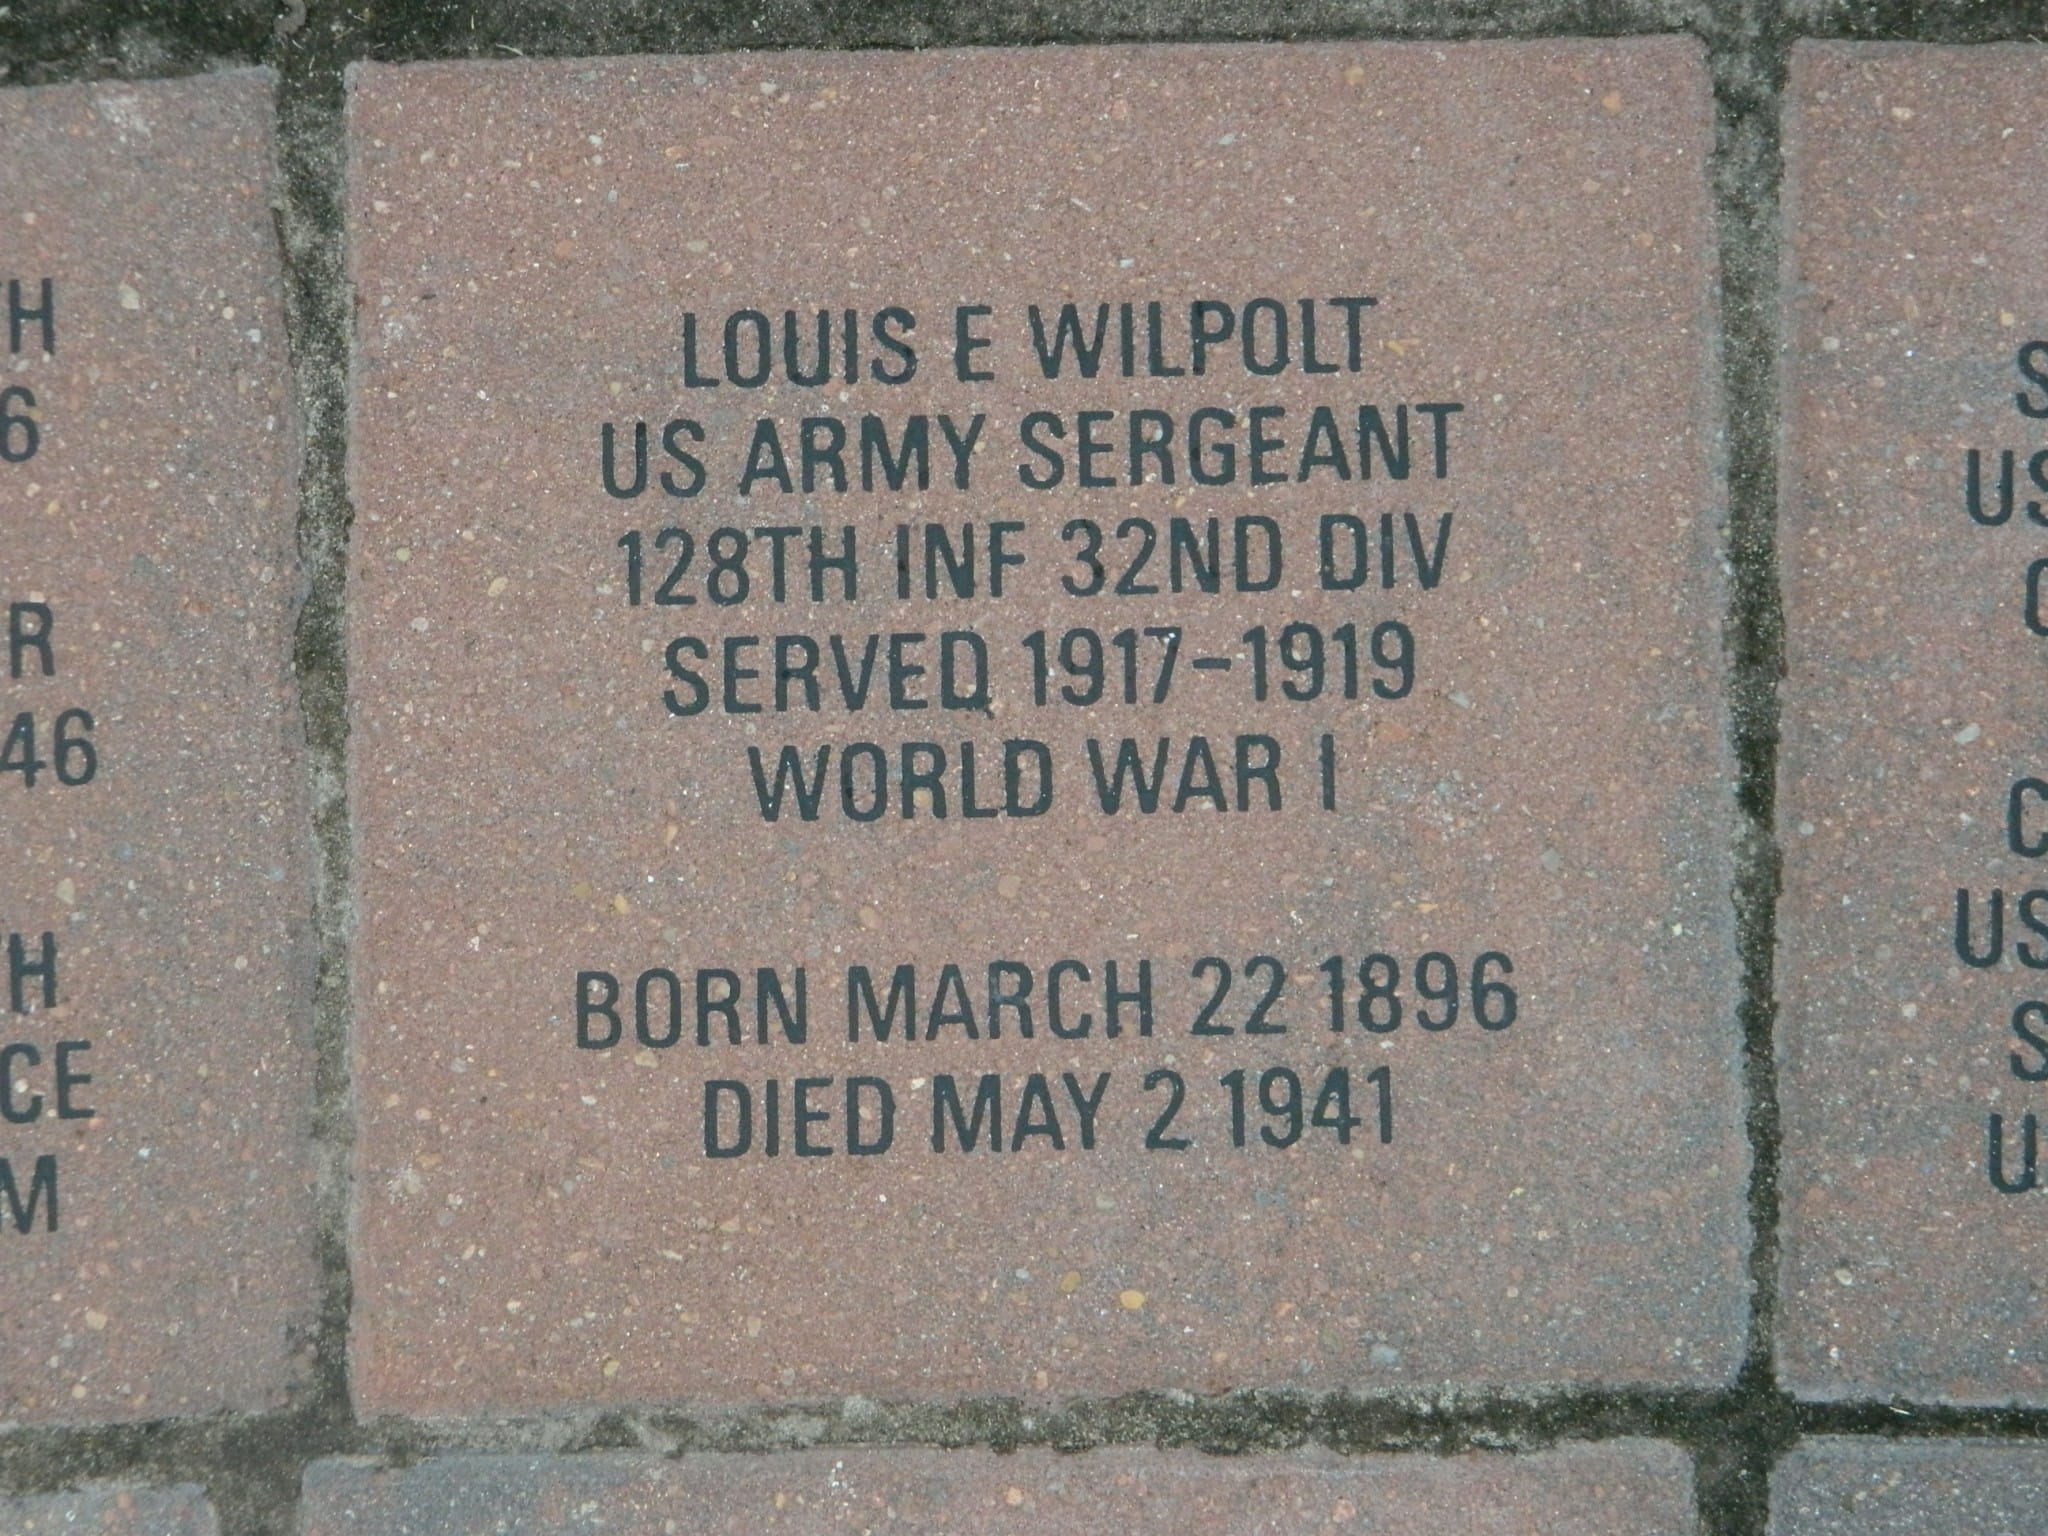 LOUIS E WILPOLT
US ARMY SERGEANT
128TH INF 32ND DIV
SERVED 1917-1919
WORLD WAR I
BORN MARCH 22 1896
DIED MAY 2 1941